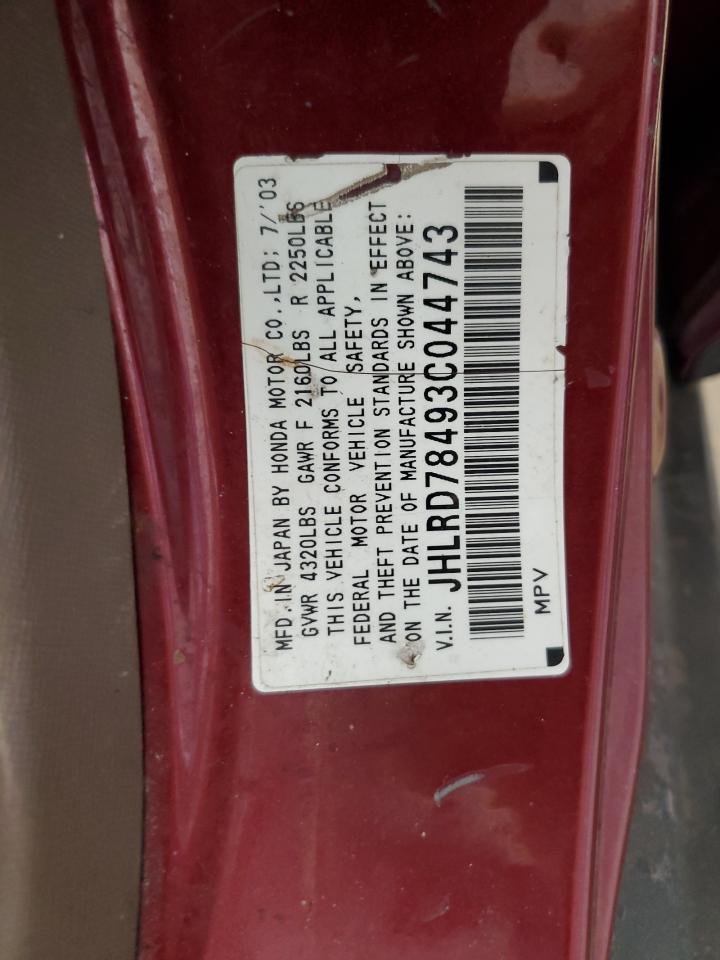 MFD. IN JAPAN BY HONDA MOTOR CO.,LTD; 7/'03
GVWR 4320LBS GAWR F 2160LBS R 2250LBS
THIS VEHICLE CONFORMS TO ALL APPLICABLE
FEDERAL MOTOR VEHICLE SAFETY,
AND THEFT PREVENTION STANDARDS IN EFFECT
ON THE DATE OF MANUFACTURE SHOWN ABOVE:
V.I.N. JHLRD78493C044743
MPV